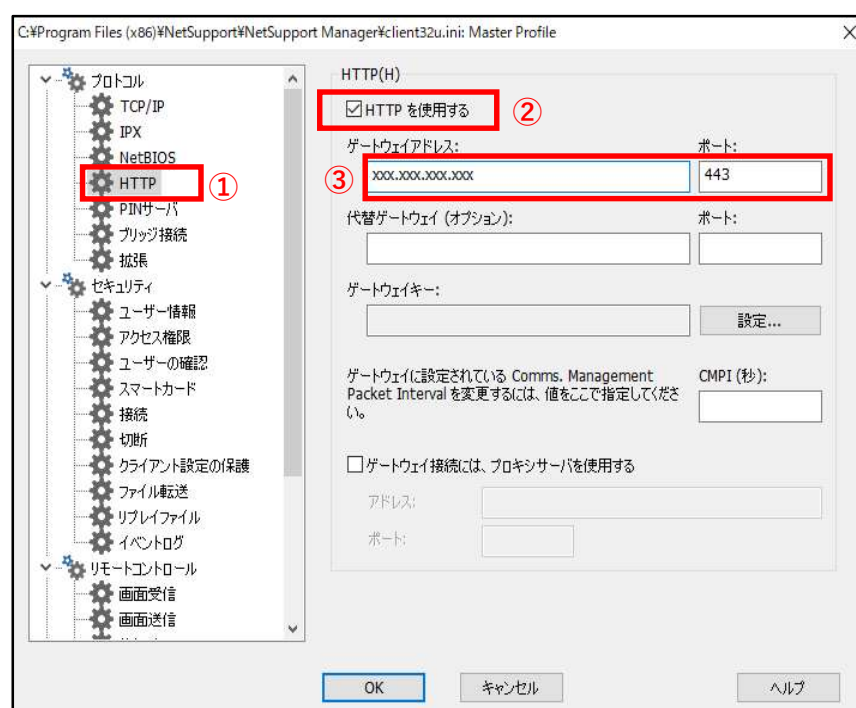 C:¥Program Files (x86)¥NetSupport¥NetSupport Manager¥client32u.ini: Master Profile
プロトコル
TCP/IP
IPX
NetBIOS
HTTP
①
PINサーバ
ブリッジ接続
拡張
セキュリティ
ユーザー情報
アクセス権限
ユーザーの確認
スマートカード
接続
切断
クライアント設定の保護
ファイル転送
リプレイファイル
イベントログ
リモートコントロール
画面受信
画面送信
HTTP(H)
HTTP を使用する
②
ゲートウェイアドレス:
ポート:
③
xxx.xxx.xxx.xxx
443
代替ゲートウェイ (オプション):
ポート:
ゲートウェイキー:
設定...
ゲートウェイに設定されている Comms. Management
Packet Interval を変更するには、値をここで指定してくださ
い。
CMPI (秒):
ゲートウェイ接続には、プロキシサーバを使用する
アドレス:
ポート:
OK
キャンセル
ヘルプ